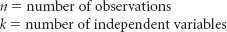 n = number of observations
k = number of independent variables